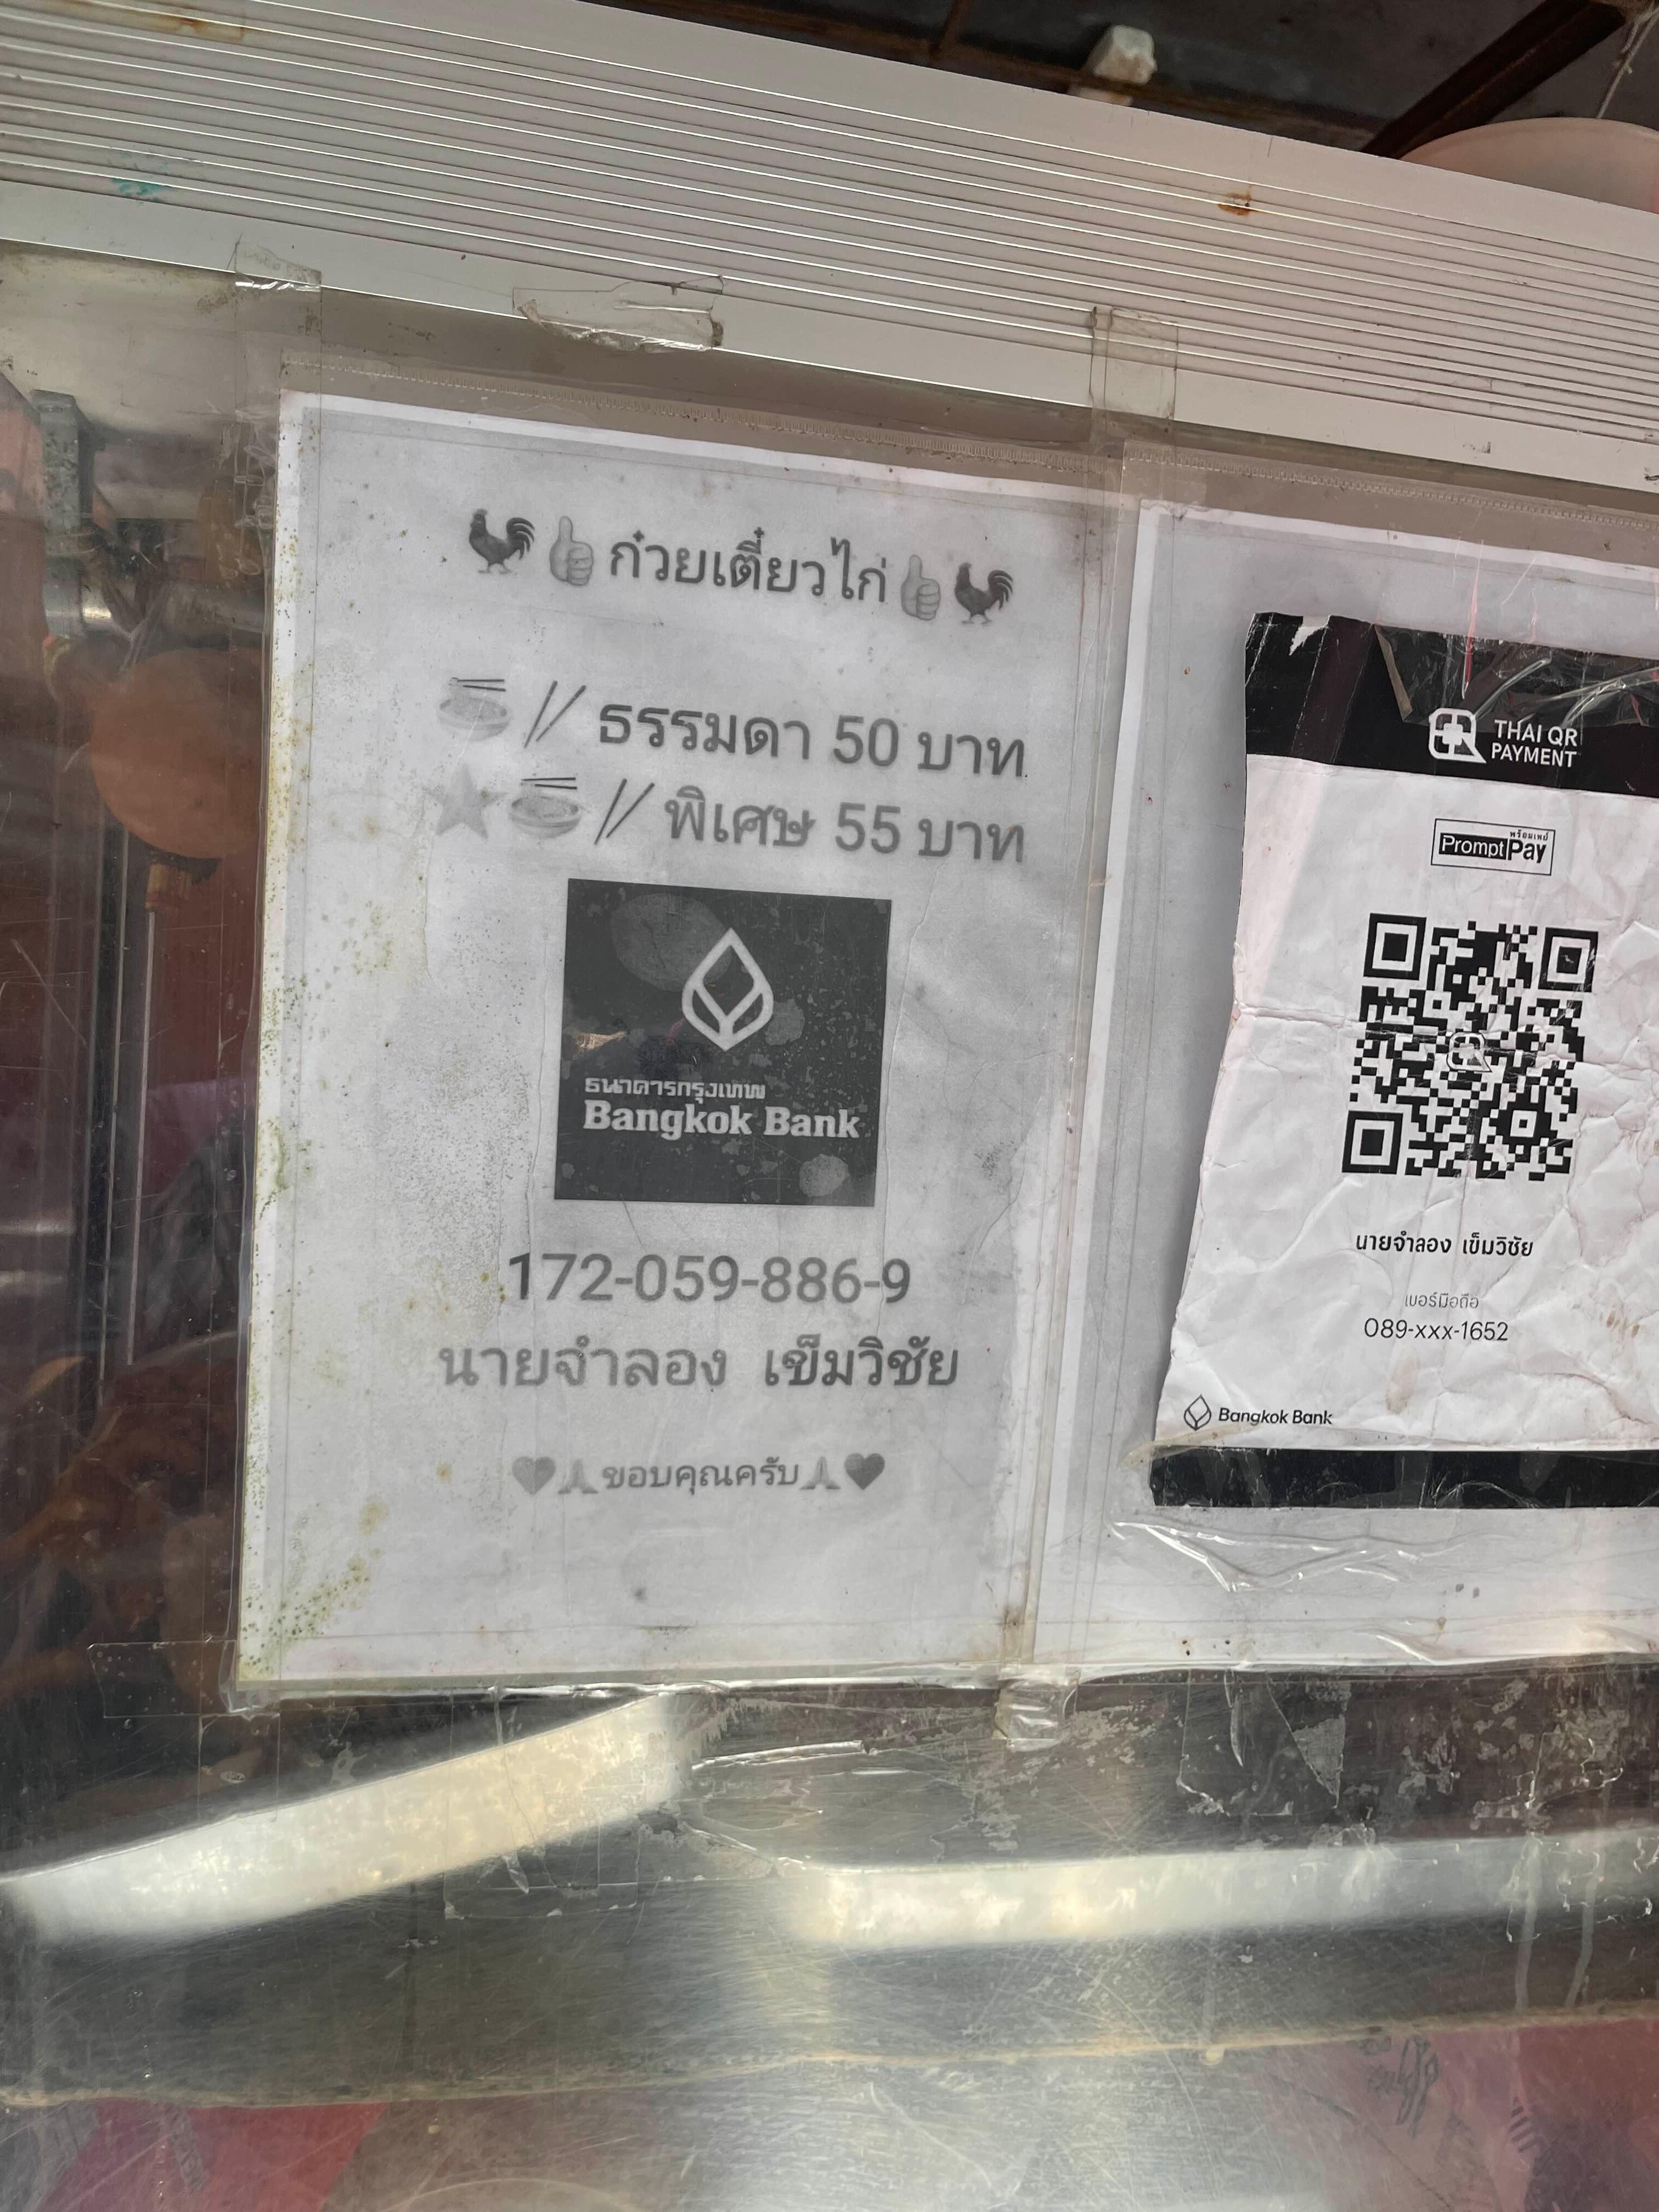 ก๋วยเตี๋ยวไก่
ธรรมดา 50 บาท
พิเศษ 55 บาท
ธนาคารกรุงเทพ
Bangkok Bank
172-059-886-9
นายจำลอง เข็มวิชัย
ขอบคุณครับ
THAI QR
PAYMENT
พร้อมเพย์
PromptPay
นายจำลอง เข็มวิชัย
เบอร์มือถือ
089-xxx-1652
Bangkok Bank